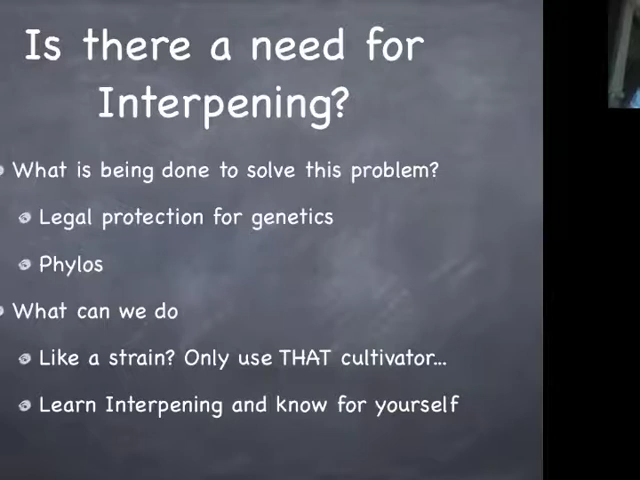 Is there a need for
Interpening?
What is being done to solve this problem?
Legal protection for genetics
Phylos
What can we do
Like a strain? Only use THAT cultivator...
Learn Interpening and know for yourself